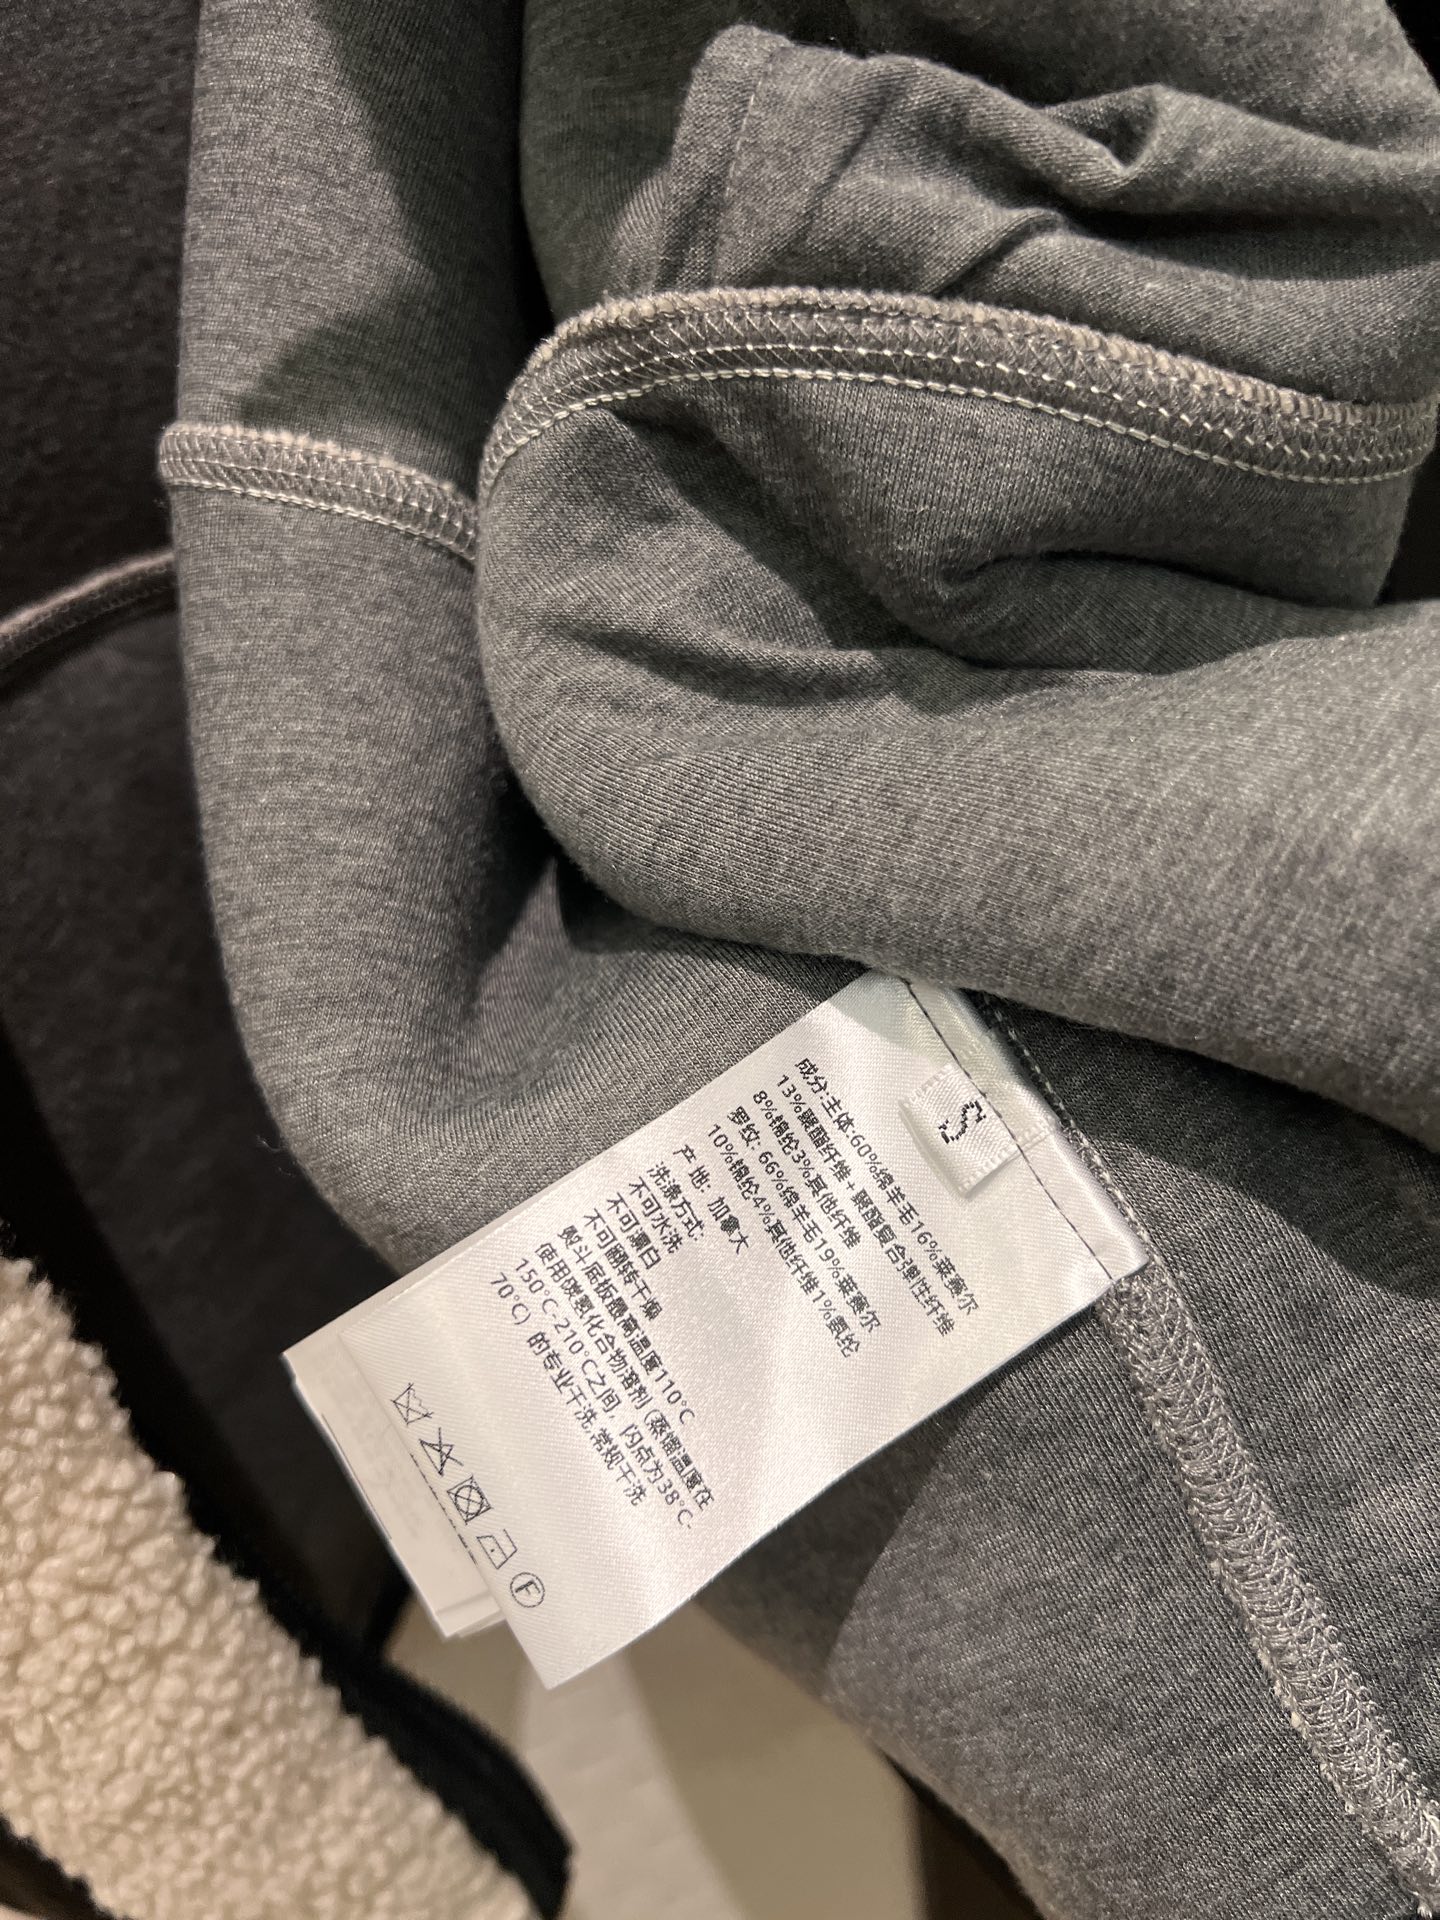 S
成分:主体:60%绵羊毛16%莱赛尔
13%聚酯纤维+聚酯复合弹性纤维
8%锦纶3%其他纤维
罗纹: 66%绵羊毛19%莱赛尔
10%锦纶4%其他纤维1%氨纶
产 地: 加拿大
洗涤方式:
不可水洗
不可漂白
不可翻转干燥
熨斗底板最高温度110°C
使用碳氢化合物溶剂 (蒸馏温度在
150°C-210°C之间, 闪点为38°C-
70°C) 的专业干洗,常规干洗
F